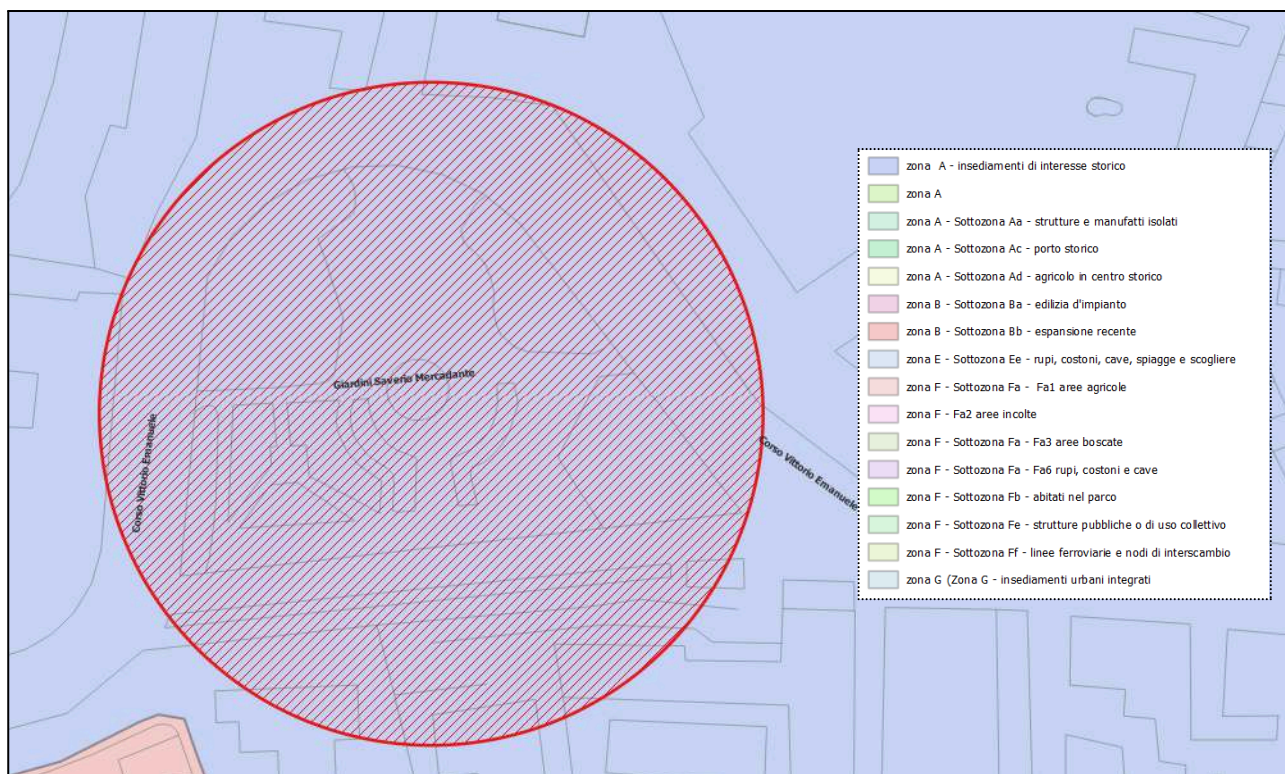 Giardini Saverio Mercadante
Corso Vittorio Emanuele
Corso Vittorio Emanuele
zona A - insediamenti di interesse storico
zona A
zona A - Sottozona Aa - strutture e manufatti isolati
zona A - Sottozona Ac - porto storico
zona A - Sottozona Ad - agricolo in centro storico
zona B - Sottozona Ba - edilizia d'impianto
zona B - Sottozona Bb - espansione recente
zona E - Sottozona Ee - rupi, costoni, cave, spiagge e scogliere
zona F - Sottozona Fa - Fa1 aree agricole
zona F - Fa2 aree incolte
zona F - Sottozona Fa - Fa3 aree boscate
zona F - Sottozona Fa - Fa6 rupi, costoni e cave
zona F - Sottozona Fb - abitati nel parco
zona F - Sottozona Fe - strutture pubbliche o di uso collettivo
zona F - Sottozona Ff - linee ferroviarie e nodi di interscambio
zona G (Zona G - insediamenti urbani integrati